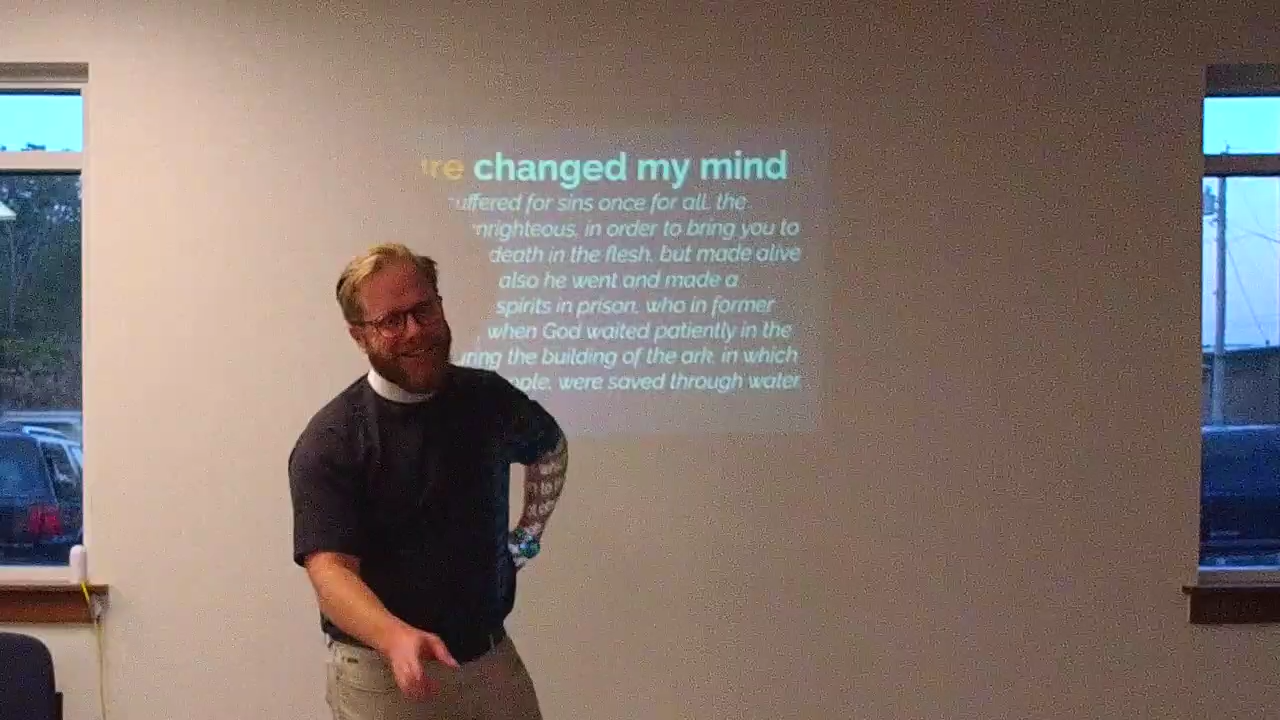 re changed my mind
uffered for sins once for all, the
nrighteous, in order to bring you to
death in the flesh, but made alive
also he went and made a
spirits in prison, who in former
when God waited patiently in the
uring the building of the ark, in which
ople, were saved through water